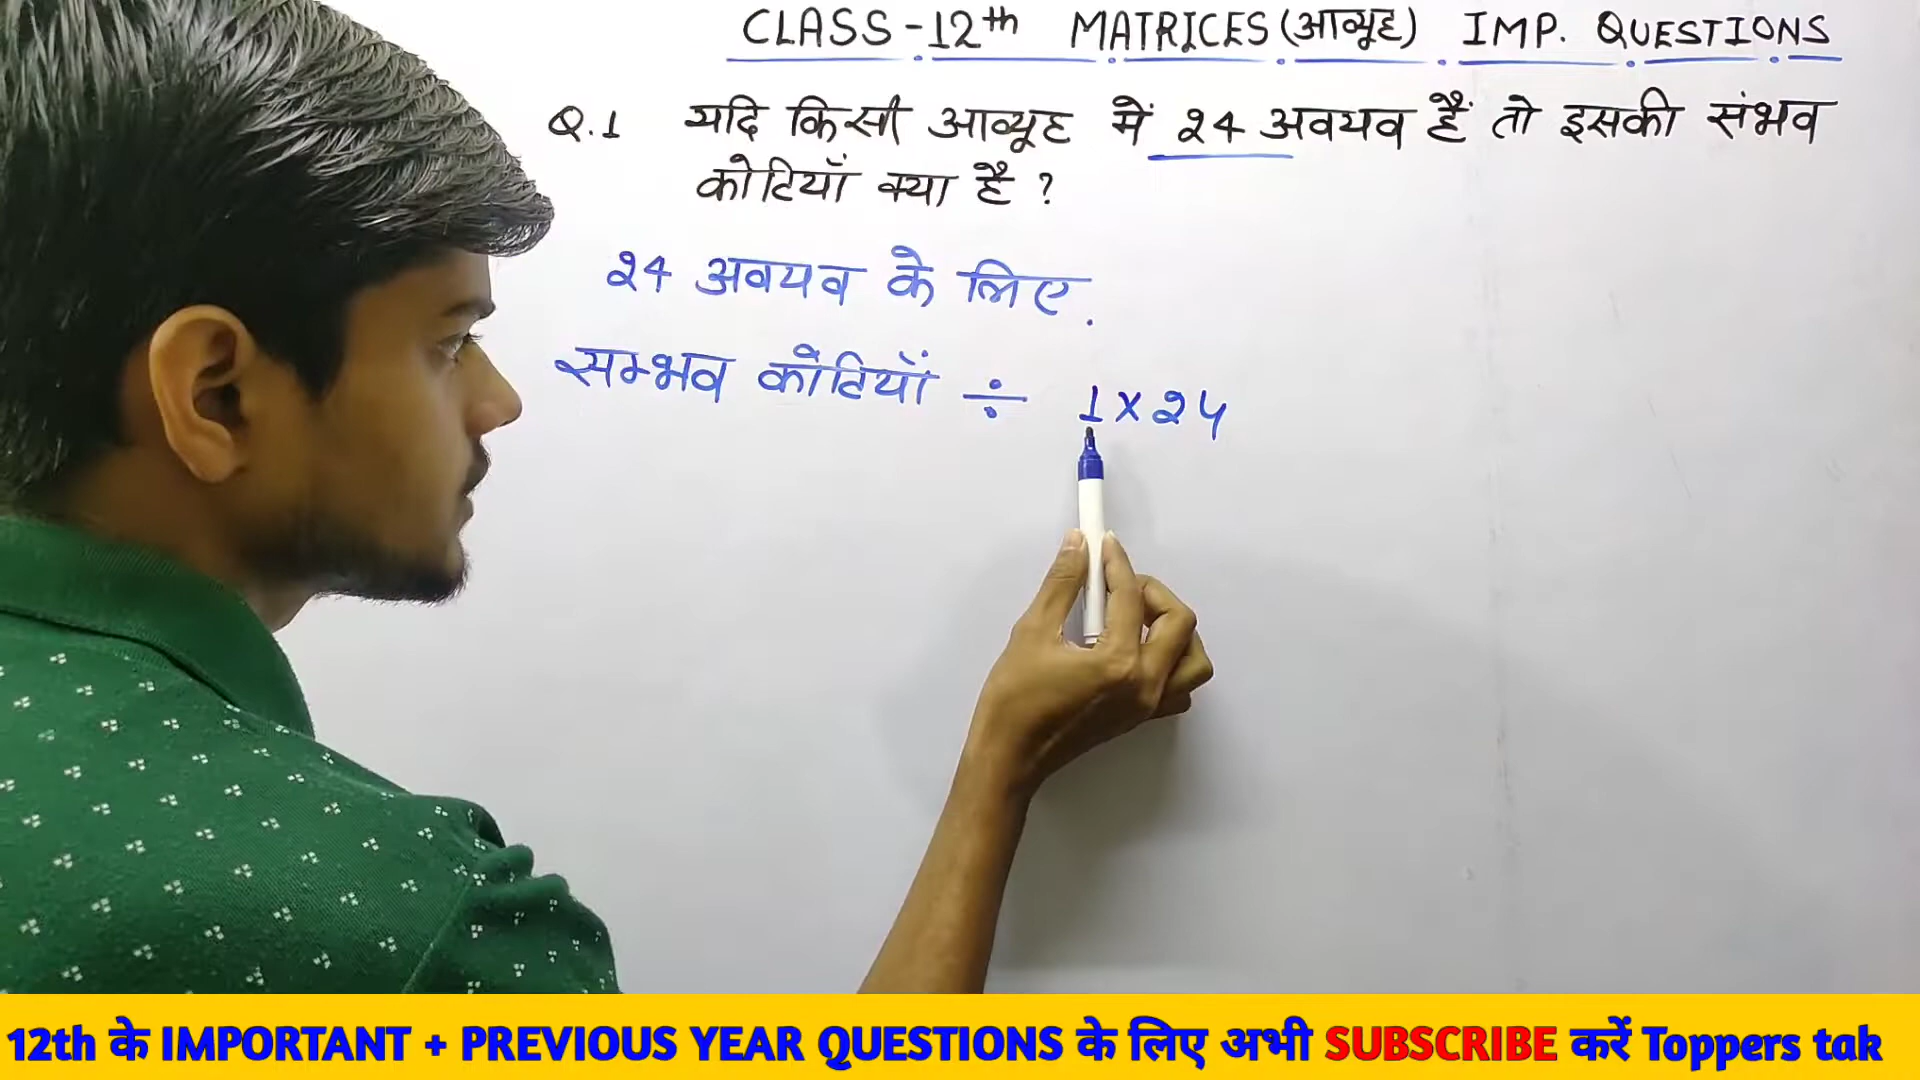 CLASS-12th MATRICES (आव्यूह) IMP. QUESTIONS
Q.1 यदि किसी आव्यूह में 24 अवयव हैं तो इसकी संभव
कोटियाँ क्या है ?
24 अवयव के लिए.
सम्भव कोटियाँ ÷ 1×24
12th के IMPORTANT + PREVIOUS YEAR QUESTIONS के लिए अभी SUBSCRIBE करें Toppers tak